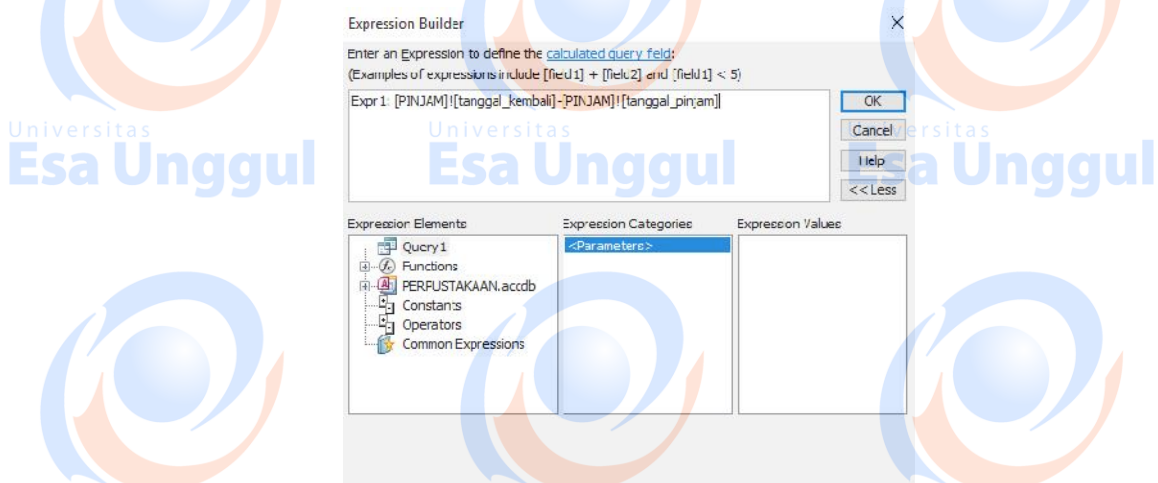 Expression Builder
Enter an Expression to define the calculated query field:
(Examples of expressions include [field1] + [field2] and [field1] < 5)
Expr1: [PINJAM]![tanggal_kembali]-[PINJAM]![tanggal_pinjam]
OK
Cancel
Help
<< Less
Universitas
Esa Unggul
Universitas
Esa Unggul
Universitas
Esa Unggul
Expression Elements
Expression Categories
Expression Values
Query1
<Parameters>
Functions
PERPUSTAKAAN.accdb
Constants
Operators
Common Expressions